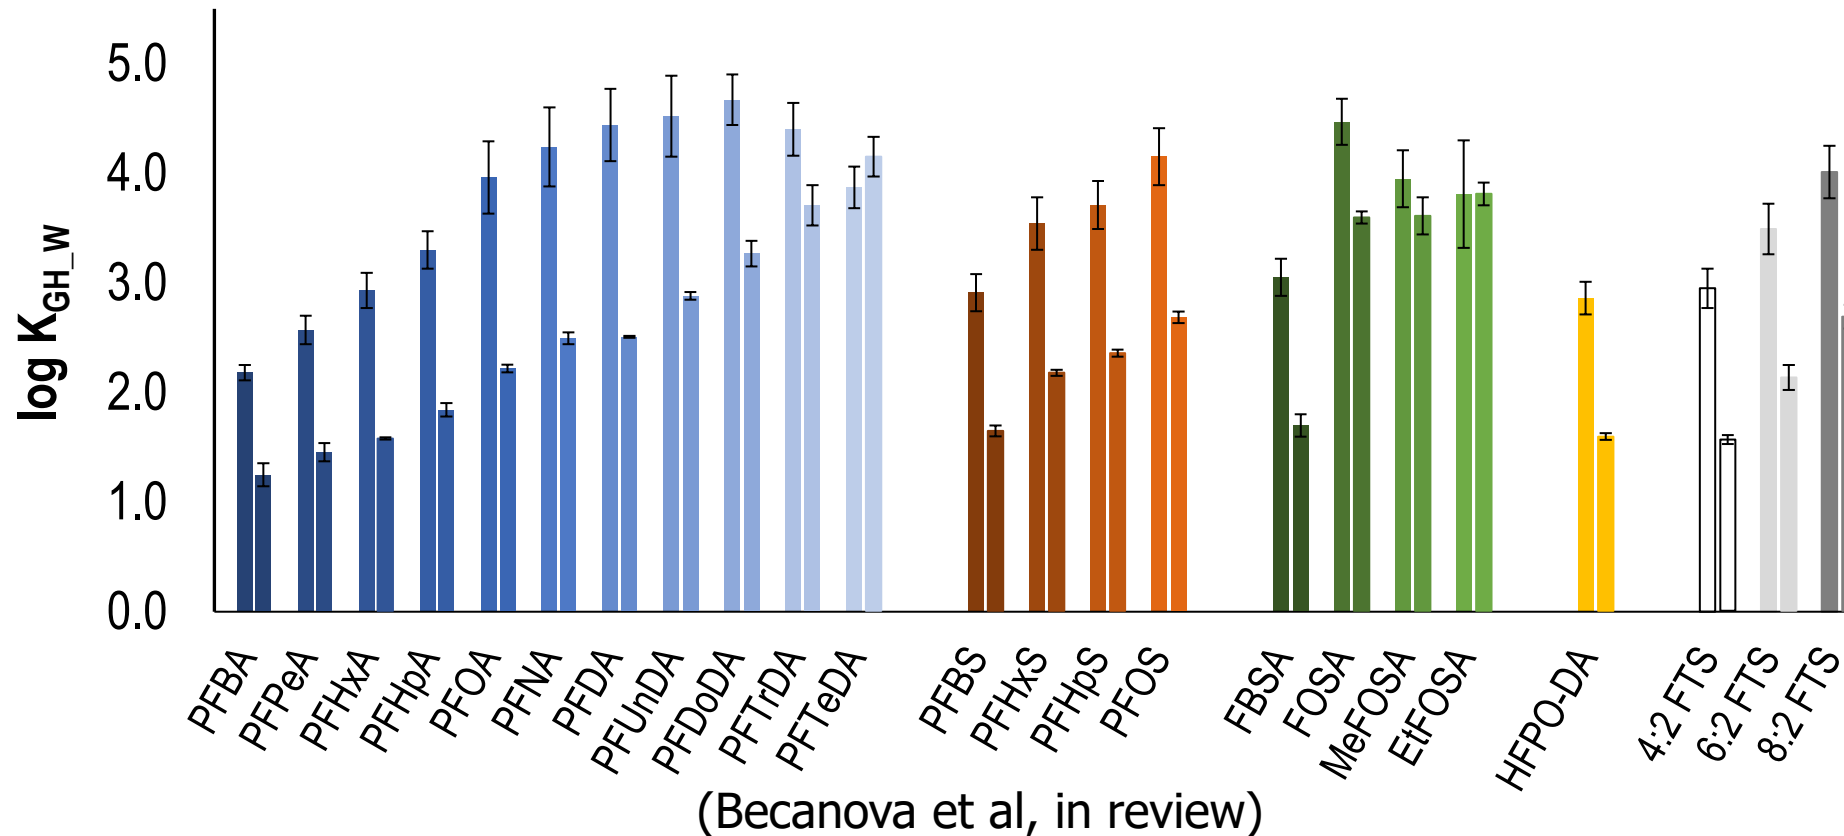 log K_GH_W
5.0
4.0
3.0
2.0
1.0
0.0
PFBA
PFPeA
PFHxA
PFHpA
PFOA
PFNA
PFDA
PFUnDA
PFDoDA
PFTrDA
PFTeDA
PFBS
PFHxS
PFHpS
PFOS
FBSA
FOSA
MeFOSA
EtFOSA
HFPO-DA
4:2 FTS
6:2 FTS
8:2 FTS
(Becanova et al, in review)